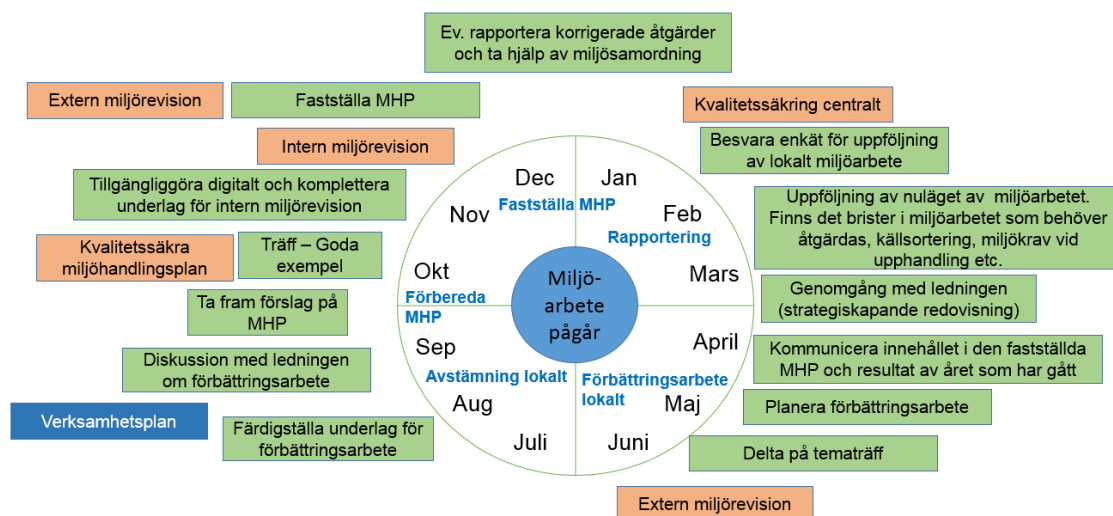 Ev. rapportera korrigerade åtgärder
och ta hjälp av miljösamordning
Extern miljörevision
Fastställa MHP
Kvalitetssäkring centralt
Intern miljörevision
Besvara enkät för uppföljning
av lokalt miljöarbete
Tillgängliggöra digitalt och komplettera
underlag för intern miljörevision
Uppföljning av nuläget av miljöarbetet.
Finns det brister i miljöarbetet som behöver
åtgärdas, källsortering, miljökrav vid
upphandling etc.
Kvalitetssäkra
miljöhandlingsplan
Träff – Goda
exempel
Genomgång med ledningen
(strategiskapande redovisning)
Ta fram förslag på
MHP
Kommunicera innehållet i den fastställda
MHP och resultat av året som har gått
Diskussion med ledningen
om förbättringsarbete
Planera förbättringsarbete
Verksamhetsplan
Färdigställa underlag för
förbättringsarbete
Delta på tematräff
Extern miljörevision
Dec
Jan
Fastställa MHP
Nov
Feb
Rapportering
Okt
Mars
Förbereda
MHP
Miljö-
arbete
pågår
Sep
April
Avstämning lokalt
Förbättringsarbete
lokalt
Aug
Maj
Juli
Juni